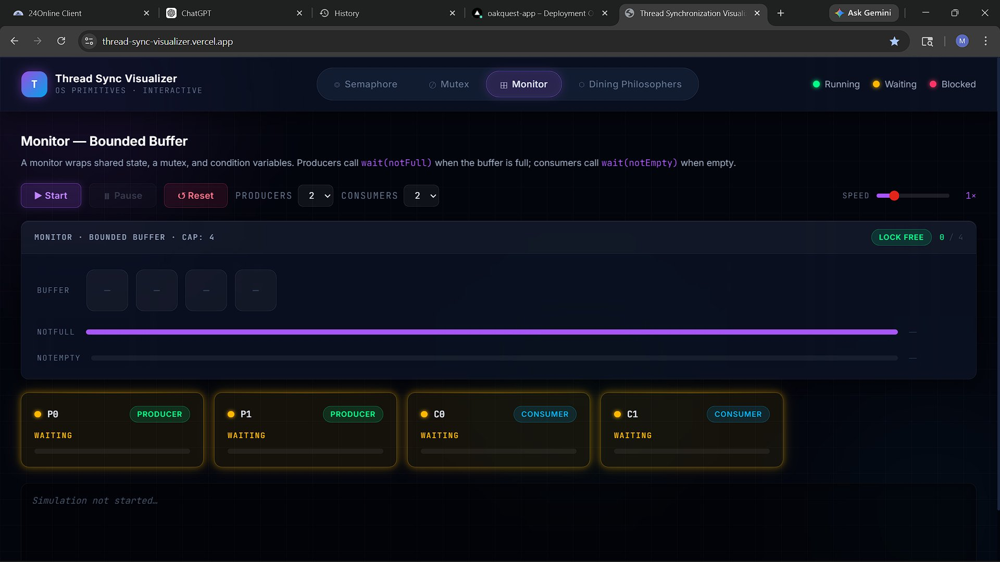 24Online Client
ChatGPT
History
oakquest-app – Deployment O
Thread Synchronization Visuali
Ask Gemini
thread-sync-visualizer.vercel.app
M
T
Thread Sync Visualizer
OS PRIMITIVES · INTERACTIVE
Semaphore
Mutex
Monitor
Dining Philosophers
Running
Waiting
Blocked
Monitor — Bounded Buffer
A monitor wraps shared state, a mutex, and condition variables. Producers call wait(notFull) when the buffer is full; consumers call wait(notEmpty) when empty.
▶ Start
⏸ Pause
↺ Reset
PRODUCERS
2
CONSUMERS
2
SPEED
1×
MONITOR · BOUNDED BUFFER · CAP: 4
LOCK FREE
0 / 4
BUFFER
—
—
—
—
NOTFULL
—
NOTEMPTY
—
P0
PRODUCER
WAITING
P1
PRODUCER
WAITING
C0
CONSUMER
WAITING
C1
CONSUMER
WAITING
Simulation not started…